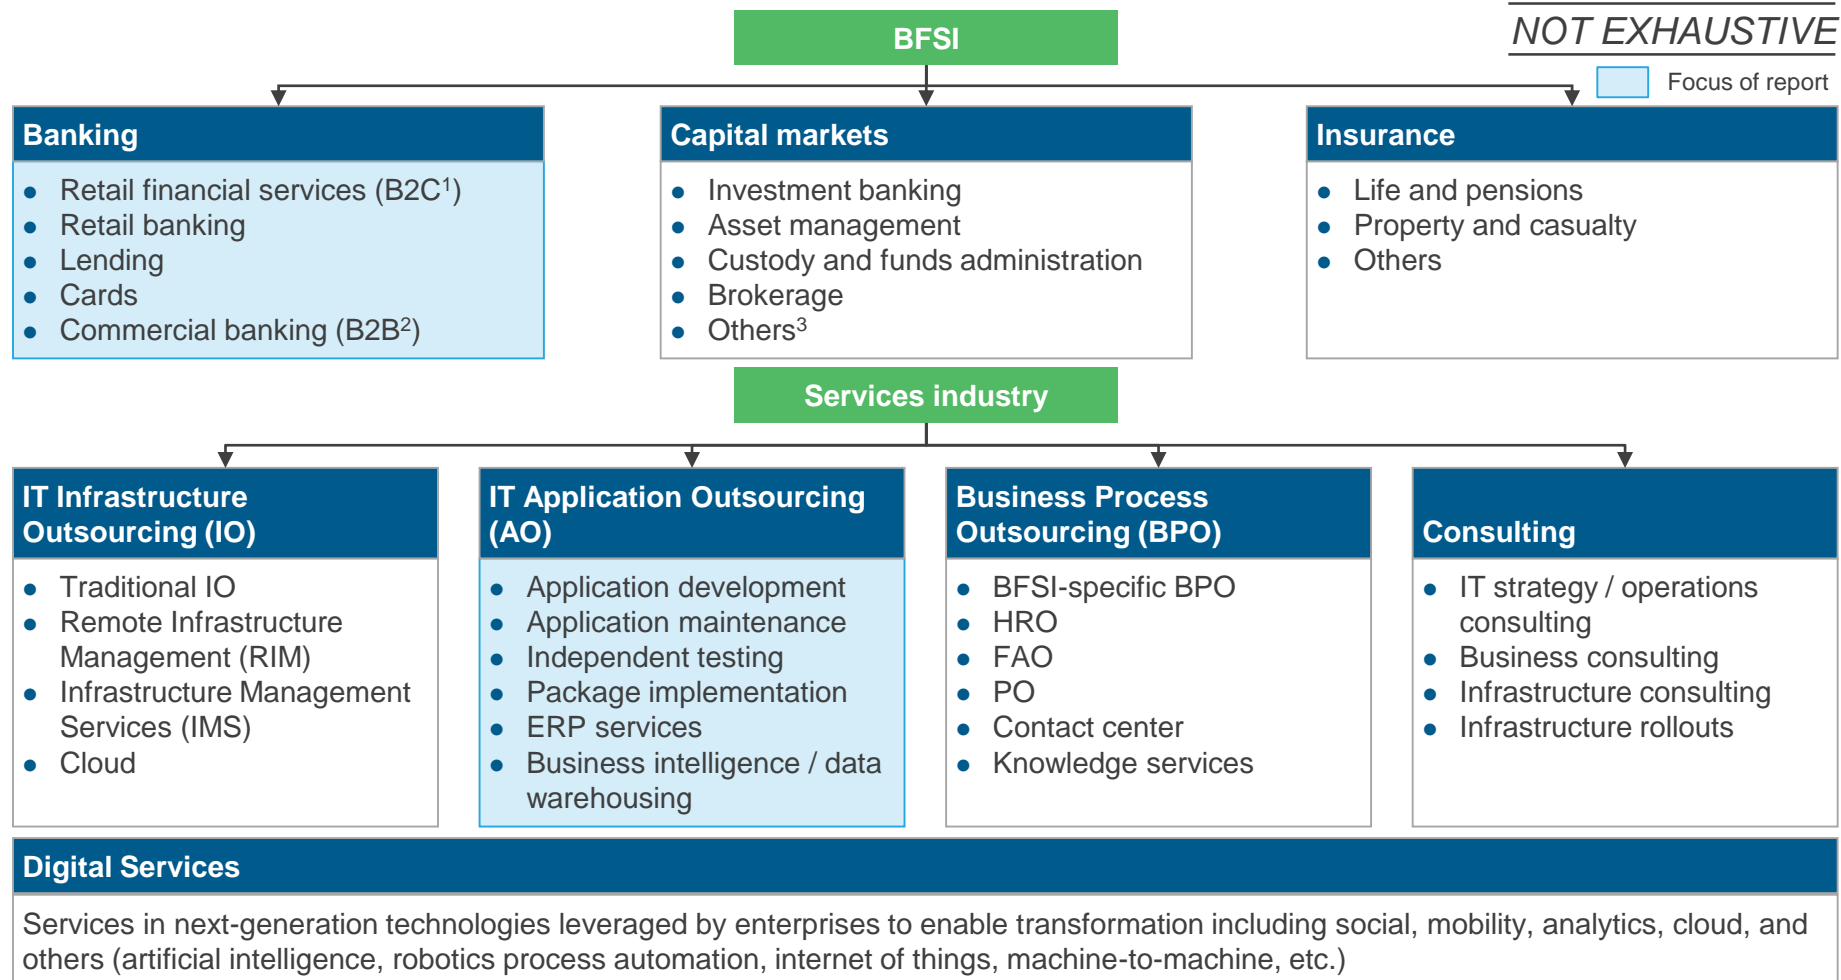 BFSI
NOT EXHAUSTIVE
Focus of report
Banking
● Retail financial services (B2C¹)
● Retail banking
● Lending
● Cards
● Commercial banking (B2B²)
Capital markets
● Investment banking
● Asset management
● Custody and funds administration
● Brokerage
● Others³
Insurance
● Life and pensions
● Property and casualty
● Others
Services industry
IT Infrastructure
Outsourcing (IO)
● Traditional IO
● Remote Infrastructure
Management (RIM)
● Infrastructure Management
Services (IMS)
● Cloud
IT Application Outsourcing
(AO)
● Application development
● Application maintenance
● Independent testing
● Package implementation
● ERP services
● Business intelligence / data
warehousing
Business Process
Outsourcing (BPO)
● BFSI-specific BPO
● HRO
● FAO
● PO
● Contact center
● Knowledge services
Consulting
● IT strategy / operations
consulting
● Business consulting
● Infrastructure consulting
● Infrastructure rollouts
Digital Services
Services in next-generation technologies leveraged by enterprises to enable transformation including social, mobility, analytics, cloud, and
others (artificial intelligence, robotics process automation, internet of things, machine-to-machine, etc.)